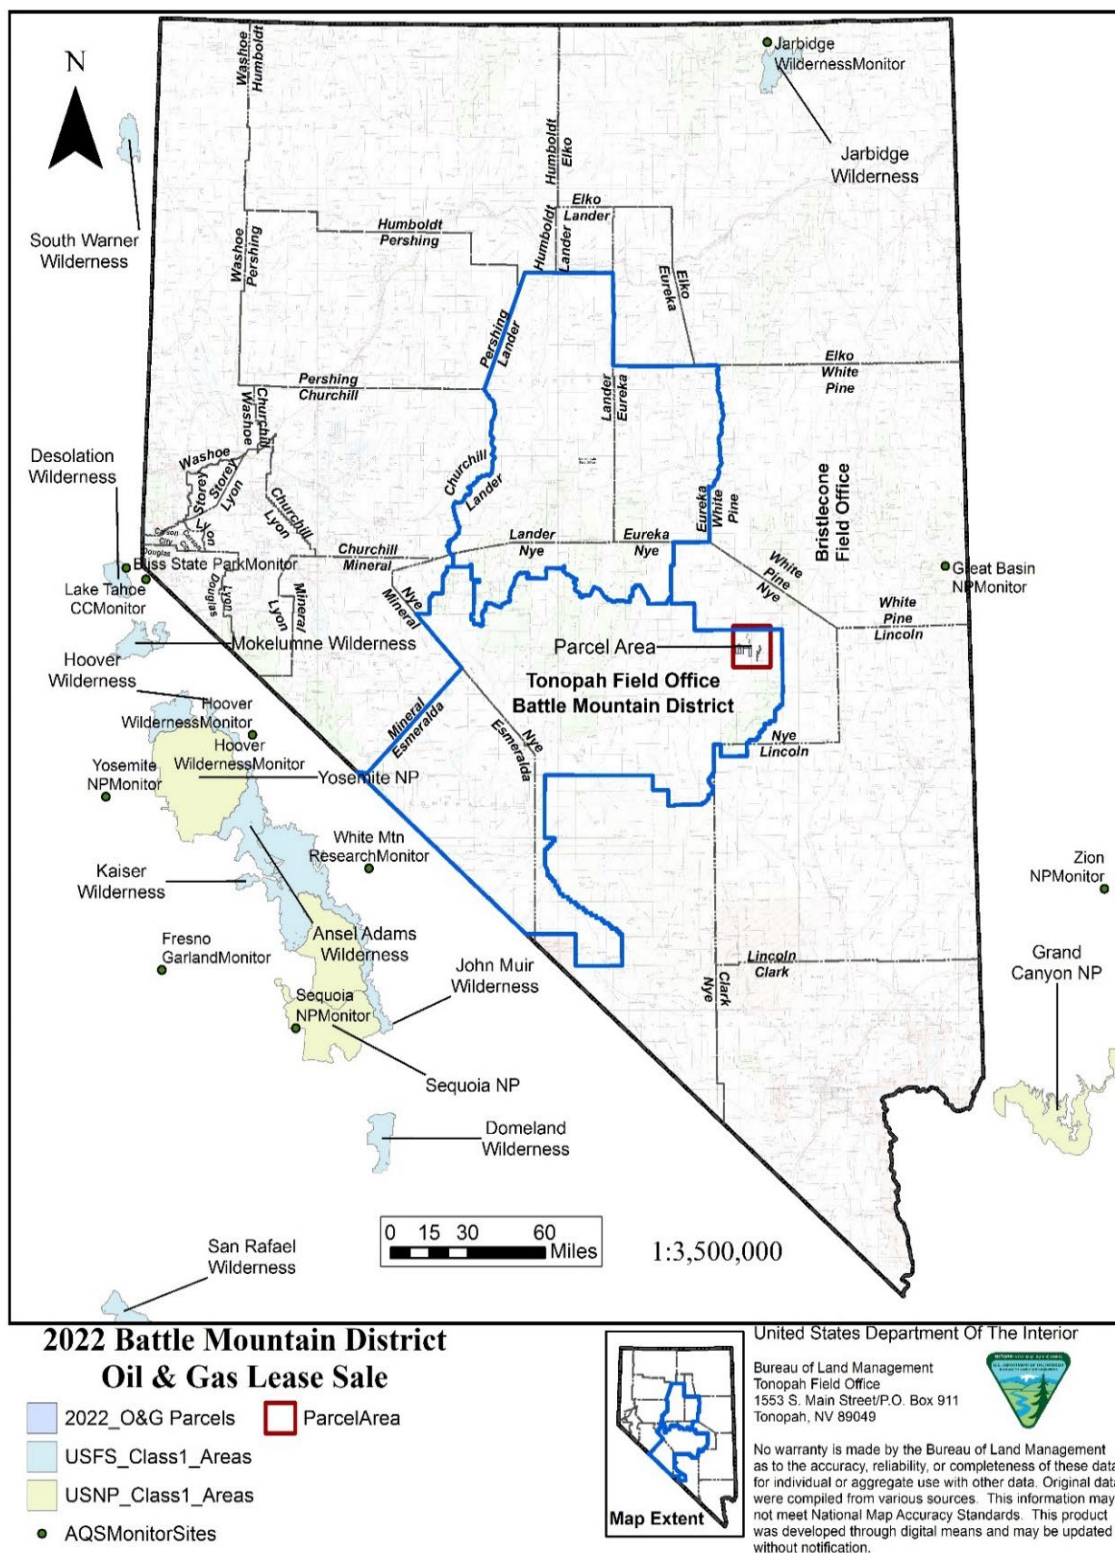 N
Washoe
Humboldt
Jarbidge
WildernessMonitor
Humboldt
Elko
Jarbidge
Wilderness
South Warner
Wilderness
Washoe
Pershing
Humboldt
Pershing
Humboldt
Lander
Elko
Lander
Elko
Eureka
Pershing
Lander
Elko
White
Pine
Pershing
Churchill
Churchill
Washoe
Lander
Eureka
Desolation
Wilderness
Washoe
Storey
Storey
Lyon
Lyon
Churchill
Lyon
Churchill
Lander
Eureka
White
Pine
Bristlecone
Field Office
Carson
City
Carson
City
Douglas
Bliss State ParkMonitor
Lake Tahoe
CCMonitor
Churchill
Mineral
Lander
Nye
Eureka
Nye
White
Pine
Nye
Great Basin
NPMonitor
Lyon
Douglas
Mineral
Lyon
Nye
Mineral
White
Pine
Lincoln
Mokelumne Wilderness
Hoover
Wilderness
Parcel Area
Tonopah Field Office
Battle Mountain District
Hoover
WildernessMonitor
Hoover
WildernessMonitor
Mineral
Esmeralda
Nye
Esmeralda
Nye
Lincoln
Yosemite
NPMonitor
Yosemite NP
White Mtn
ResearchMonitor
Kaiser
Wilderness
Zion
NPMonitor
Fresno
GarlandMonitor
Ansel Adams
Wilderness
John Muir
Wilderness
Lincoln
Clark
Clark
Nye
Grand
Canyon NP
Sequoia
NPMonitor
Sequoia NP
Domeland
Wilderness
0 15 30 60
Miles
1:3,500,000
San Rafael
Wilderness
2022 Battle Mountain District
Oil & Gas Lease Sale
2022_O&G Parcels
ParcelArea
USFS_Class1_Areas
USNP_Class1_Areas
AQSMonitorSites
Map Extent
United States Department Of The Interior
Bureau of Land Management
Tonopah Field Office
1553 S. Main Street/P.O. Box 911
Tonopah, NV 89049
No warranty is made by the Bureau of Land Management
as to the accuracy, reliability, or completeness of these data
for individual or aggregate use with other data. Original data
were compiled from various sources. This information may
not meet National Map Accuracy Standards. This product
was developed through digital means and may be updated
without notification.